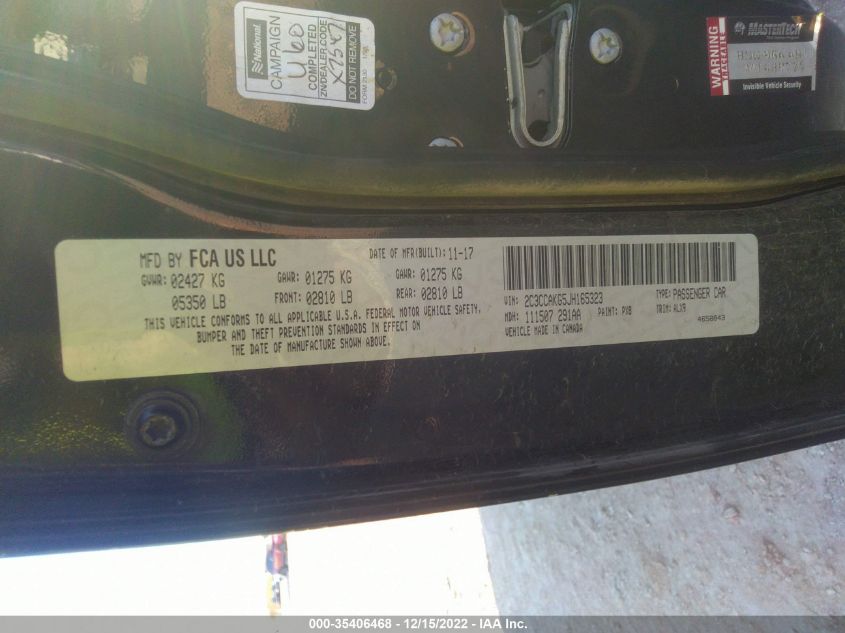 National
CAMPAIGN
U60
COMPLETED
ZN/DEALER CODE
DO NOT REMOVE
WARNING
MASTERTECH
Invisible Vehicle Security
MFD BY FCA US LLC
DATE OF MFR(BUILT): 11-17
GVWR: 02427 KG
GAWR: 01275 KG
GAWR: 01275 KG
05350 LB
FRONT: 02810 LB
REAR: 02810 LB
THIS VEHICLE CONFORMS TO ALL APPLICABLE U.S.A. FEDERAL MOTOR VEHICLE SAFETY,
BUMPER AND THEFT PREVENTION STANDARDS IN EFFECT ON
THE DATE OF MANUFACTURE SHOWN ABOVE.
VIN: 2C3CCAKG5JH165323
TYPE: PASSENGER CAR
MDH: 111507 291AA
PAINT: PX8
TRIM: ALX9
VEHICLE MADE IN CANADA
4658643
000-35406468 - 12/15/2022 - IAA Inc.